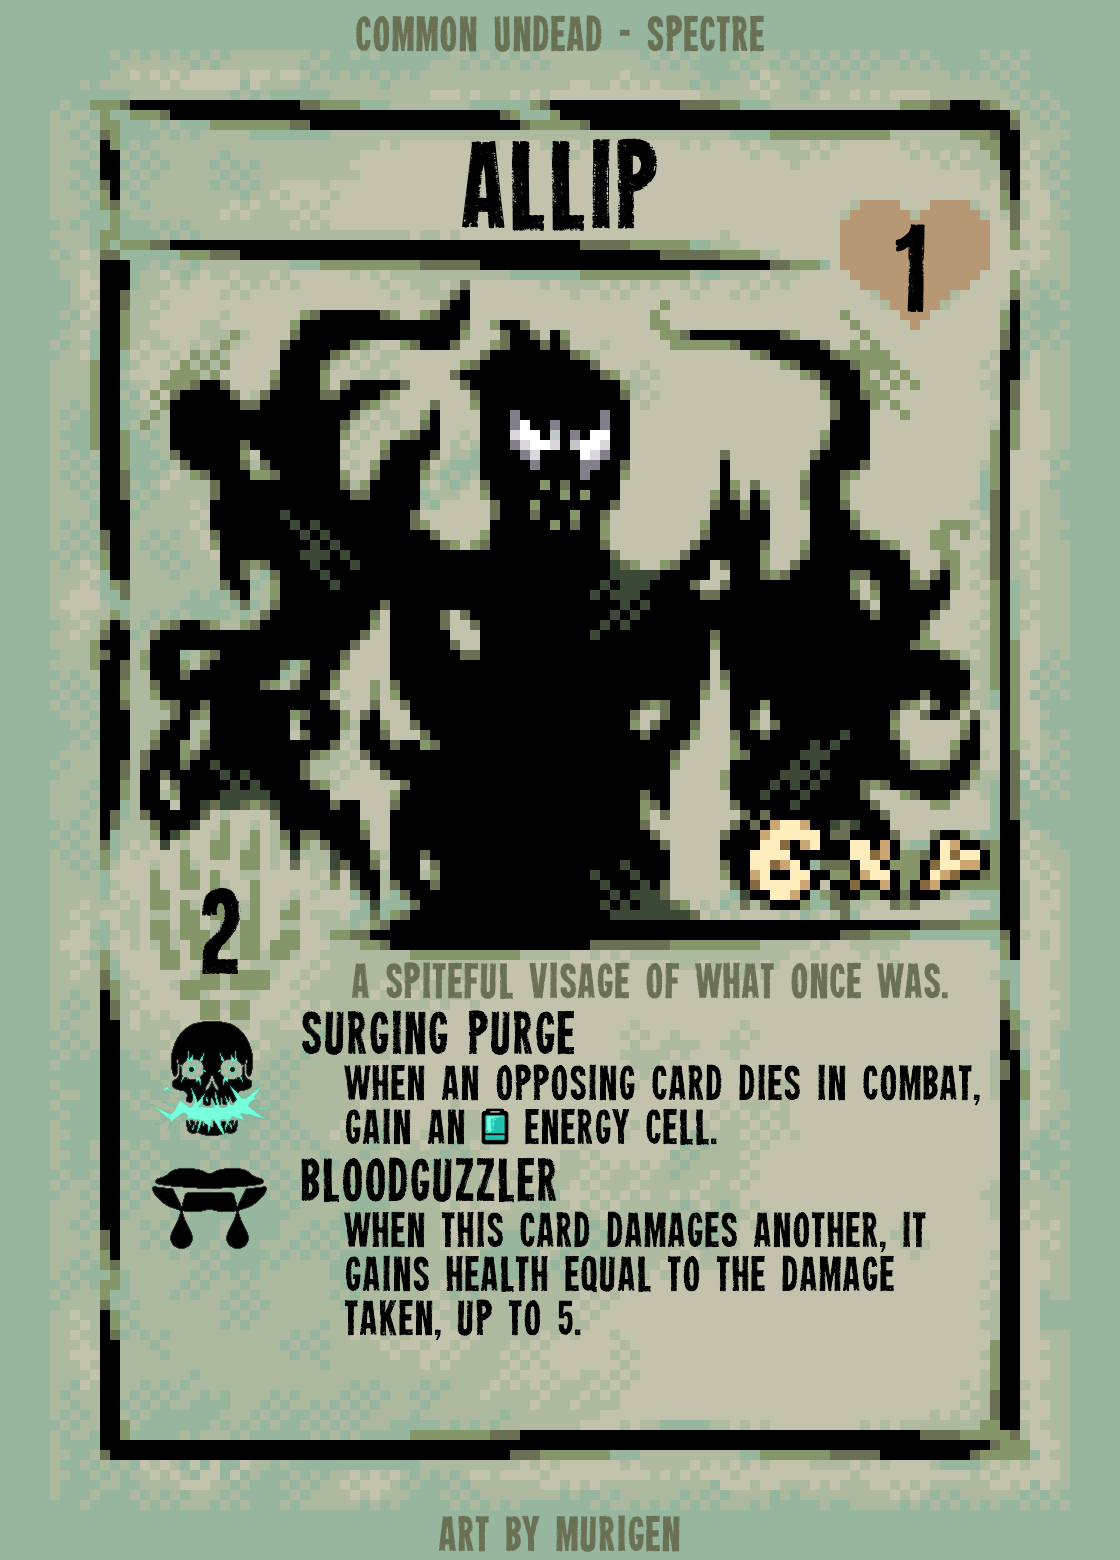 COMMON UNDEAD - SPECTRE
ALLIP
1
6 X
2
A SPITEFUL VISAGE OF WHAT ONCE WAS.
SURGING PURGE
WHEN AN OPPOSING CARD DIES IN COMBAT,
GAIN AN ENERGY CELL.
BLOODGUZZLER
WHEN THIS CARD DAMAGES ANOTHER, IT
GAINS HEALTH EQUAL TO THE DAMAGE
TAKEN, UP TO 5.
ART BY MURIGEN